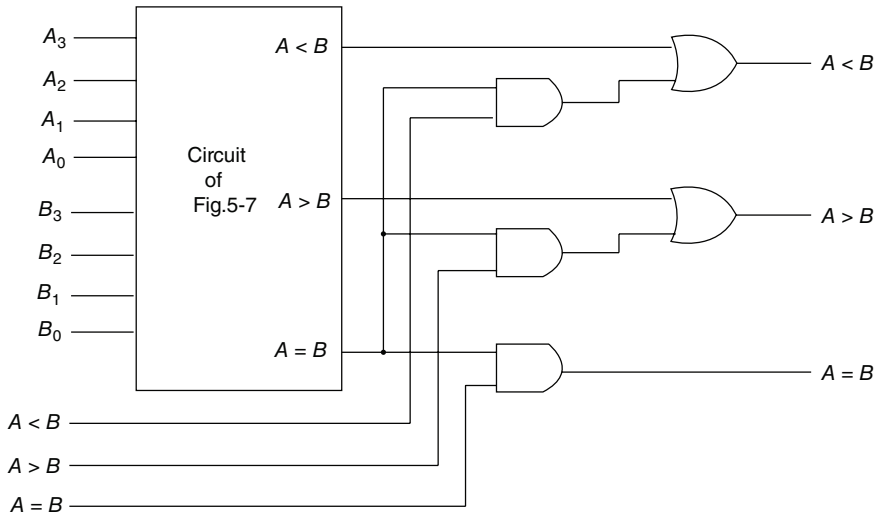 A₃
A₂
A₁
A₀
B₃
B₂
B₁
B₀
Circuit
of
Fig.5-7
A < B
A > B
A = B
A < B
A > B
A = B
A < B
A > B
A = B